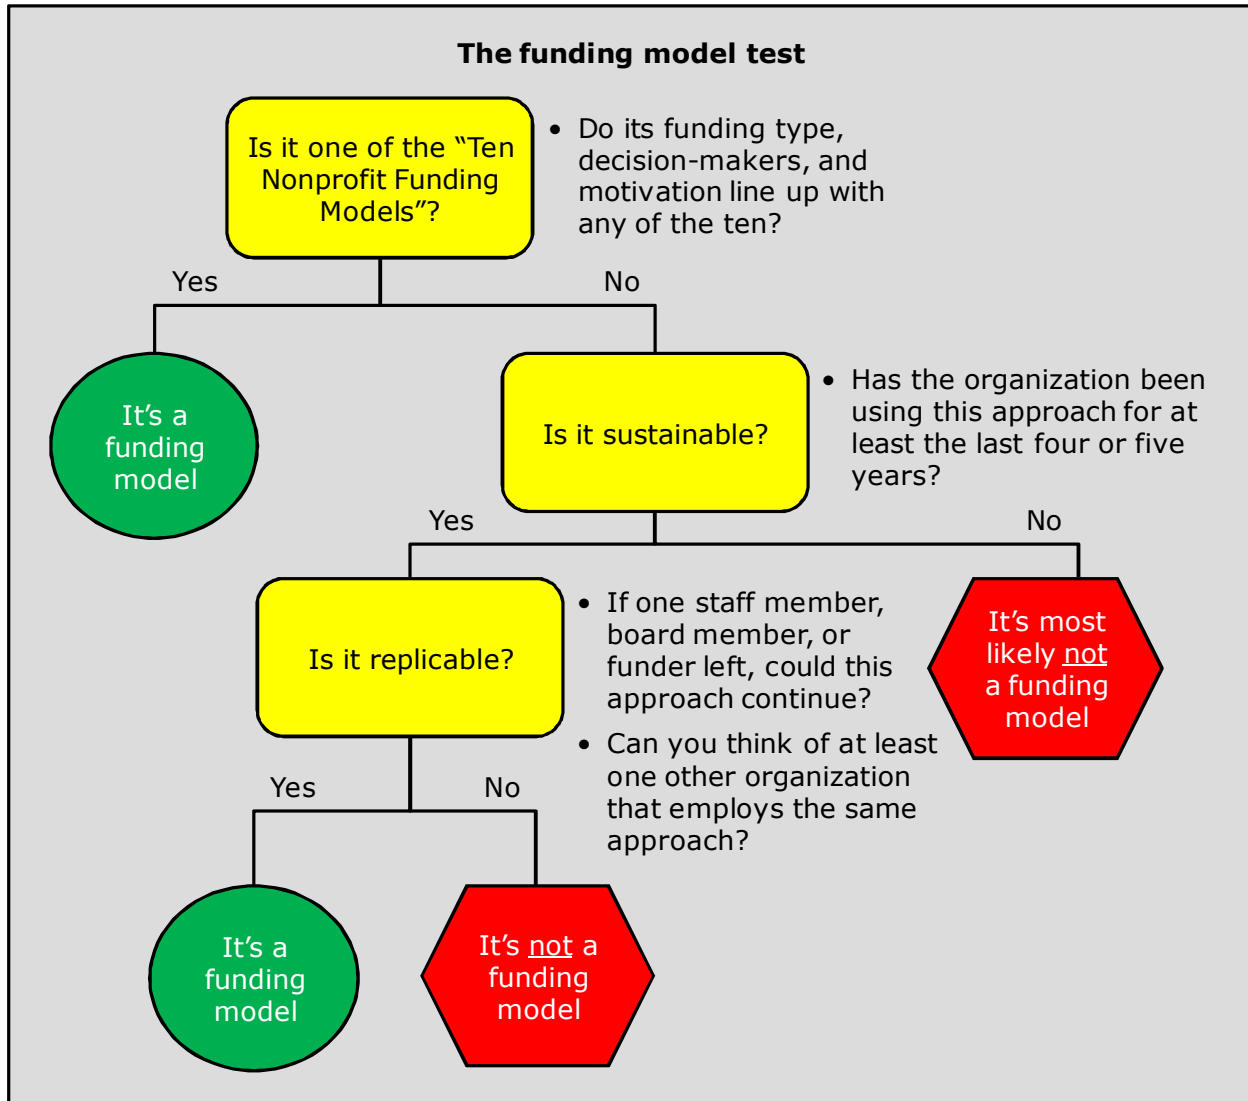 The funding model test
Is it one of the “Ten
Nonprofit Funding
Models”?
• Do its funding type,
decision-makers, and
motivation line up with
any of the ten?
Yes
No
It’s a
funding
model
Is it sustainable?
• Has the organization been
using this approach for at
least the last four or five
years?
Yes
No
Is it replicable?
• If one staff member,
board member, or
funder left, could this
approach continue?
• Can you think of at least
one other organization
that employs the same
approach?
It’s most
likely not
a funding
model
Yes
No
It’s a
funding
model
It’s not a
funding
model